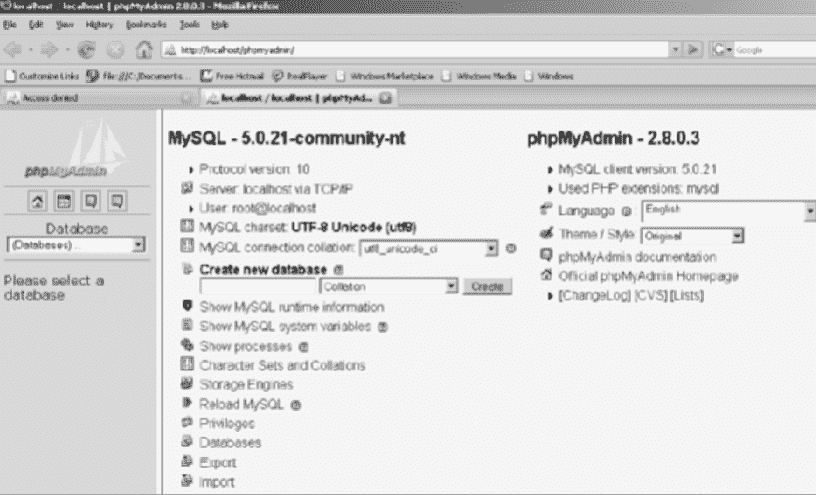 localhost / localhost | phpMyAdmin 2.8.0.3 - Mozilla Firefox
File Edit View History Bookmarks Tools Help
http://localhost/phpmyadmin/
Google
Customize Links file:///C:/Documents... Free Hotmail RealPlayer Windows Marketplace Windows Media Windows
Access denied
localhost / localhost | phpMyAd...
phpMyAdmin
Database
(Databases) ...
Please select a
database
MySQL - 5.0.21-community-nt
Protocol version: 10
Server: localhost via TCP/IP
User: root@localhost
MySQL charset: UTF-8 Unicode (utf8)
MySQL connection collation: utf8_unicode_ci
Create new database
Collation Create
Show MySQL runtime information
Show MySQL system variables
Show processes
Character Sets and Collations
Storage Engines
Reload MySQL
Privileges
Databases
Export
Import
phpMyAdmin - 2.8.0.3
MySQL client version: 5.0.21
Used PHP extensions: mysql
Language English
Theme / Style: Original
phpMyAdmin documentation
Official phpMyAdmin Homepage
[ChangeLog] [CVS] [Lists]